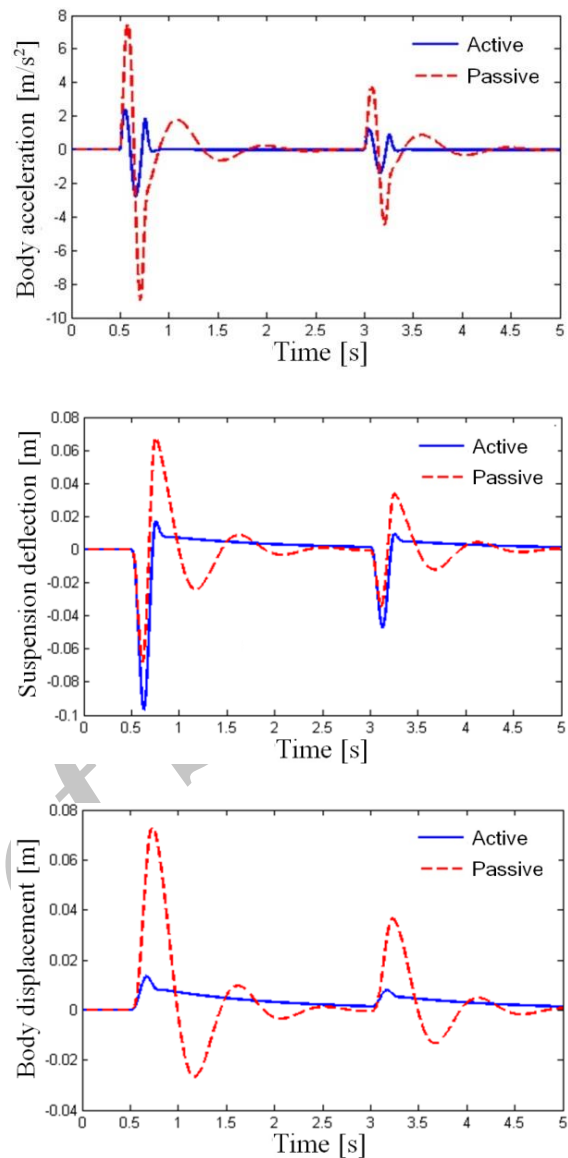 Body acceleration [m/s²]
8
6
4
2
0
-2
-4
-6
-8
-10
Active
Passive
0 0.5 1 1.5 2 2.5 3 3.5 4 4.5 5
Time [s]
Suspension deflection [m]
0.08
0.06
0.04
0.02
0
-0.02
-0.04
-0.06
-0.08
-0.1
Active
Passive
0 0.5 1 1.5 2 2.5 3 3.5 4 4.5 5
Time [s]
Body displacement [m]
0.08
0.06
0.04
0.02
0
-0.02
-0.04
Active
Passive
0 0.5 1 1.5 2 2.5 3 3.5 4 4.5 5
Time [s]